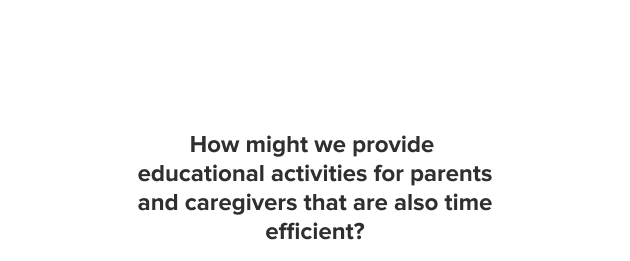 How might we provide
educational activities for parents
and caregivers that are also time
efficient?